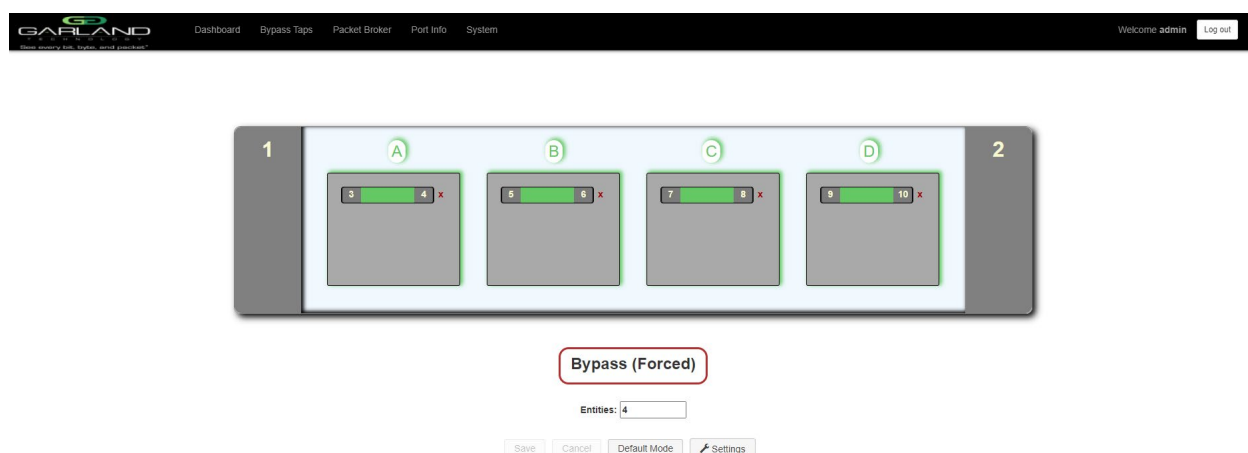 GARLAND
TECHNOLOGY
See every bit, byte, and packet®
Dashboard Bypass Taps Packet Broker Port Info System
Welcome admin Log out
1 A B C D 2
3 4 x 5 6 x 7 8 x 9 10 x
Bypass (Forced)
Entities: 4
Save Cancel Default Mode Settings